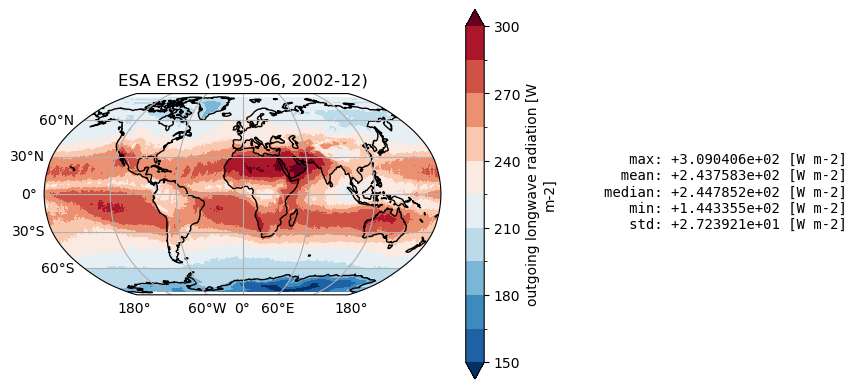 ESA ERS2 (1995-06, 2002-12)
60°N
30°N
0°
30°S
60°S
180°
60°W
0°
60°E
180°
300
270
240
210
180
150
outgoing longwave radiation [W
m-2]
max: +3.090406e+02 [W m-2]
mean: +2.437583e+02 [W m-2]
median: +2.447852e+02 [W m-2]
min: +1.443355e+02 [W m-2]
std: +2.723921e+01 [W m-2]